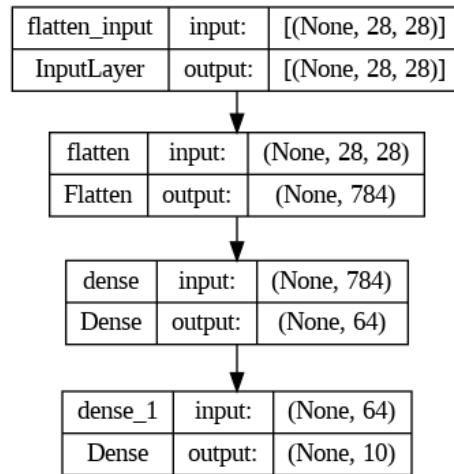 flatten_input input: [(None, 28, 28)]
InputLayer output: [(None, 28, 28)]
flatten input: (None, 28, 28)
Flatten output: (None, 784)
dense input: (None, 784)
Dense output: (None, 64)
dense_1 input: (None, 64)
Dense output: (None, 10)